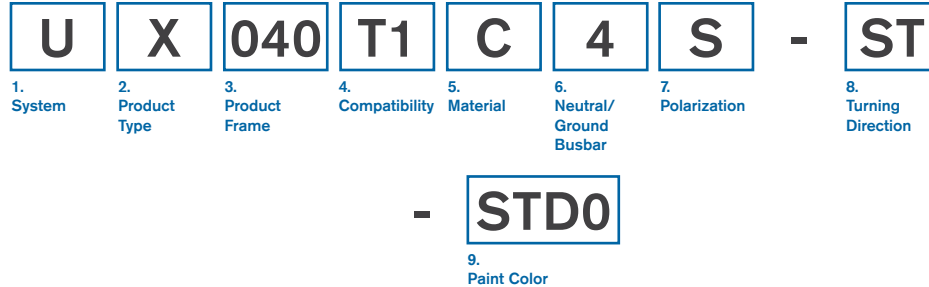 U X 040 T1 C 4 S - ST
1. 2. 3. 4. 5. 6. 7. 8.
System Product Product Compatibility Material Neutral/ Polarization Turning
Type Frame Ground Direction
Busbar
- STD0
9.
Paint Color